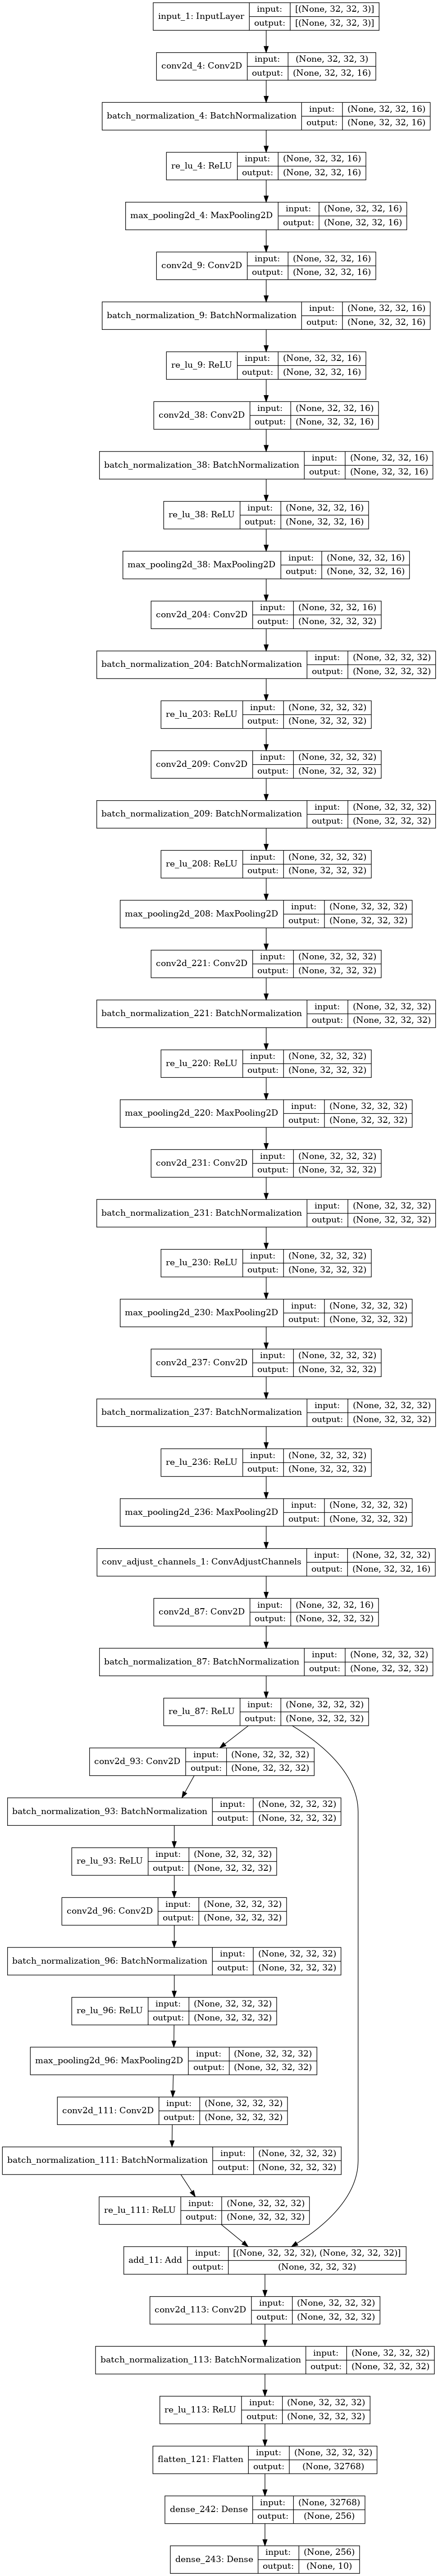 input_1: InputLayer
input: [(None, 32, 32, 3)]
output: [(None, 32, 32, 3)]
conv2d_4: Conv2D
input: (None, 32, 32, 3)
output: (None, 32, 32, 16)
batch_normalization_4: BatchNormalization
input: (None, 32, 32, 16)
output: (None, 32, 32, 16)
re_lu_4: ReLU
input: (None, 32, 32, 16)
output: (None, 32, 32, 16)
max_pooling2d_4: MaxPooling2D
input: (None, 32, 32, 16)
output: (None, 32, 32, 16)
conv2d_9: Conv2D
input: (None, 32, 32, 16)
output: (None, 32, 32, 16)
batch_normalization_9: BatchNormalization
input: (None, 32, 32, 16)
output: (None, 32, 32, 16)
re_lu_9: ReLU
input: (None, 32, 32, 16)
output: (None, 32, 32, 16)
conv2d_38: Conv2D
input: (None, 32, 32, 16)
output: (None, 32, 32, 16)
batch_normalization_38: BatchNormalization
input: (None, 32, 32, 16)
output: (None, 32, 32, 16)
re_lu_38: ReLU
input: (None, 32, 32, 16)
output: (None, 32, 32, 16)
max_pooling2d_38: MaxPooling2D
input: (None, 32, 32, 16)
output: (None, 32, 32, 16)
conv2d_204: Conv2D
input: (None, 32, 32, 16)
output: (None, 32, 32, 32)
batch_normalization_204: BatchNormalization
input: (None, 32, 32, 32)
output: (None, 32, 32, 32)
re_lu_203: ReLU
input: (None, 32, 32, 32)
output: (None, 32, 32, 32)
conv2d_209: Conv2D
input: (None, 32, 32, 32)
output: (None, 32, 32, 32)
batch_normalization_209: BatchNormalization
input: (None, 32, 32, 32)
output: (None, 32, 32, 32)
re_lu_208: ReLU
input: (None, 32, 32, 32)
output: (None, 32, 32, 32)
max_pooling2d_208: MaxPooling2D
input: (None, 32, 32, 32)
output: (None, 32, 32, 32)
conv2d_221: Conv2D
input: (None, 32, 32, 32)
output: (None, 32, 32, 32)
batch_normalization_221: BatchNormalization
input: (None, 32, 32, 32)
output: (None, 32, 32, 32)
re_lu_220: ReLU
input: (None, 32, 32, 32)
output: (None, 32, 32, 32)
max_pooling2d_220: MaxPooling2D
input: (None, 32, 32, 32)
output: (None, 32, 32, 32)
conv2d_231: Conv2D
input: (None, 32, 32, 32)
output: (None, 32, 32, 32)
batch_normalization_231: BatchNormalization
input: (None, 32, 32, 32)
output: (None, 32, 32, 32)
re_lu_230: ReLU
input: (None, 32, 32, 32)
output: (None, 32, 32, 32)
max_pooling2d_230: MaxPooling2D
input: (None, 32, 32, 32)
output: (None, 32, 32, 32)
conv2d_237: Conv2D
input: (None, 32, 32, 32)
output: (None, 32, 32, 32)
batch_normalization_237: BatchNormalization
input: (None, 32, 32, 32)
output: (None, 32, 32, 32)
re_lu_236: ReLU
input: (None, 32, 32, 32)
output: (None, 32, 32, 32)
max_pooling2d_236: MaxPooling2D
input: (None, 32, 32, 32)
output: (None, 32, 32, 32)
conv_adjust_channels_1: ConvAdjustChannels
input: (None, 32, 32, 32)
output: (None, 32, 32, 16)
conv2d_87: Conv2D
input: (None, 32, 32, 16)
output: (None, 32, 32, 32)
batch_normalization_87: BatchNormalization
input: (None, 32, 32, 32)
output: (None, 32, 32, 32)
re_lu_87: ReLU
input: (None, 32, 32, 32)
output: (None, 32, 32, 32)
conv2d_93: Conv2D
input: (None, 32, 32, 32)
output: (None, 32, 32, 32)
batch_normalization_93: BatchNormalization
input: (None, 32, 32, 32)
output: (None, 32, 32, 32)
re_lu_93: ReLU
input: (None, 32, 32, 32)
output: (None, 32, 32, 32)
conv2d_96: Conv2D
input: (None, 32, 32, 32)
output: (None, 32, 32, 32)
batch_normalization_96: BatchNormalization
input: (None, 32, 32, 32)
output: (None, 32, 32, 32)
re_lu_96: ReLU
input: (None, 32, 32, 32)
output: (None, 32, 32, 32)
max_pooling2d_96: MaxPooling2D
input: (None, 32, 32, 32)
output: (None, 32, 32, 32)
conv2d_111: Conv2D
input: (None, 32, 32, 32)
output: (None, 32, 32, 32)
batch_normalization_111: BatchNormalization
input: (None, 32, 32, 32)
output: (None, 32, 32, 32)
re_lu_111: ReLU
input: (None, 32, 32, 32)
output: (None, 32, 32, 32)
add_11: Add
input: [(None, 32, 32, 32), (None, 32, 32, 32)]
output: (None, 32, 32, 32)
conv2d_113: Conv2D
input: (None, 32, 32, 32)
output: (None, 32, 32, 32)
batch_normalization_113: BatchNormalization
input: (None, 32, 32, 32)
output: (None, 32, 32, 32)
re_lu_113: ReLU
input: (None, 32, 32, 32)
output: (None, 32, 32, 32)
flatten_121: Flatten
input: (None, 32, 32, 32)
output: (None, 32768)
dense_242: Dense
input: (None, 32768)
output: (None, 256)
dense_243: Dense
input: (None, 256)
output: (None, 10)